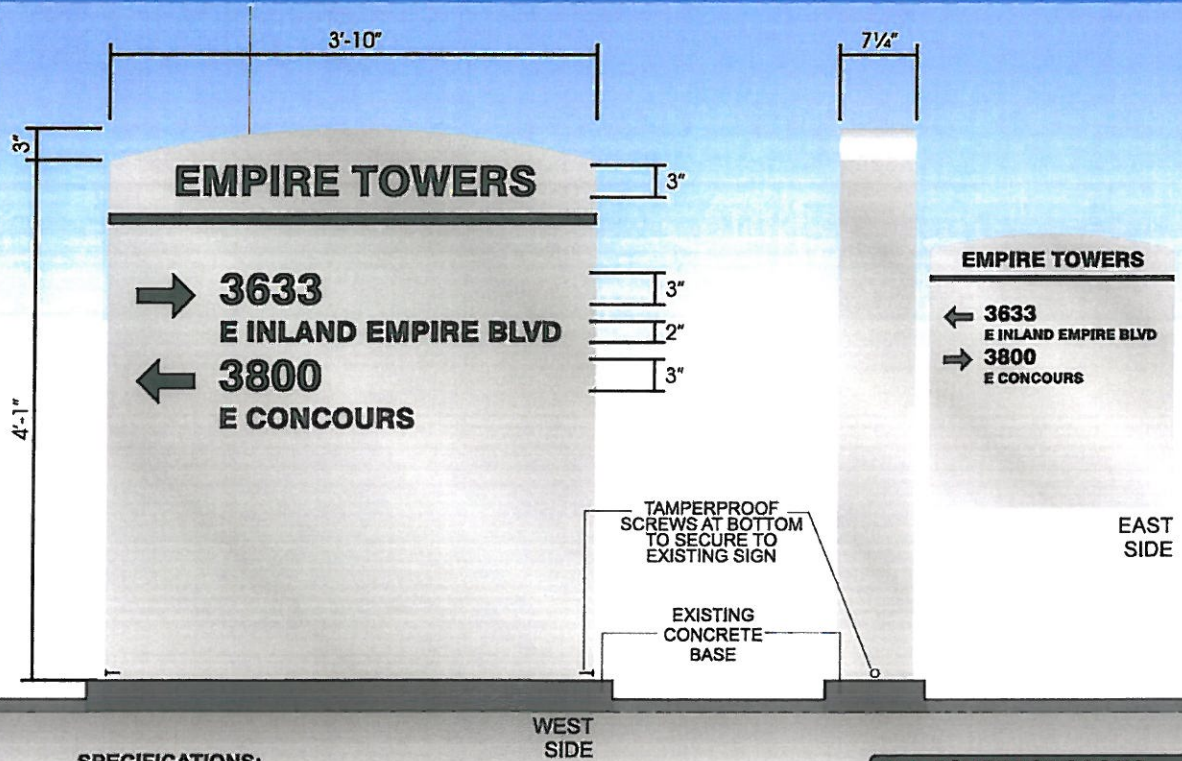 3'-10"
7¼"
3"
EMPIRE TOWERS
3"
3633
E INLAND EMPIRE BLVD
3800
E CONCOURS
3"
2"
3"
4'-1"
EMPIRE TOWERS
3633
E INLAND EMPIRE BLVD
3800
E CONCOURS
EAST
SIDE
TAMPERPROOF
SCREWS AT BOTTOM
TO SECURE TO
EXISTING SIGN
EXISTING
CONCRETE
BASE
WEST
SIDE
SPECIFICATIONS: